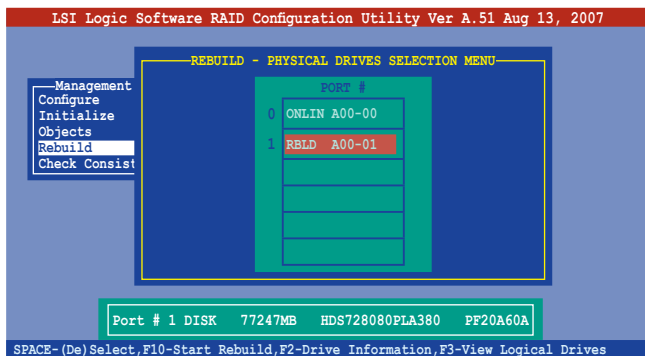 LSI Logic Software RAID Configuration Utility Ver A.51 Aug 13, 2007
REBUILD - PHYSICAL DRIVES SELECTION MENU
PORT #
0 ONLIN A00-00
1 RBLD A00-01
Management
Configure
Initialize
Objects
Rebuild
Check Consist
Port # 1 DISK 77247MB HDS728080PLA380 PF20A60A
SPACE-(De)Select,F10-Start Rebuild,F2-Drive Information,F3-View Logical Drives